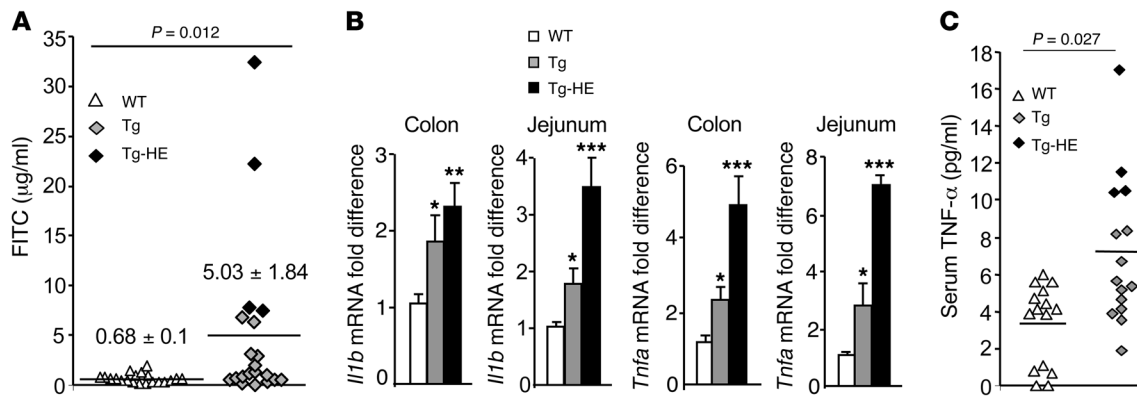 A
P = 0.012
FITC (μg/ml)
35
30
25
20
15
10
5
0
WT
Tg
Tg-HE
5.03 ± 1.84
0.68 ± 0.1
B
WT
Tg
Tg-HE
Colon
Il1b mRNA fold difference
3
2
1
0
*
**
Jejunum
Il1b mRNA fold difference
4
3
2
1
0
*
***
Colon
Tnfa mRNA fold difference
6
4
2
0
*
***
Jejunum
Tnfa mRNA fold difference
8
6
4
2
0
*
***
C
P = 0.027
Serum TNF-α (pg/ml)
18
16
14
12
10
8
6
4
2
0
WT
Tg
Tg-HE